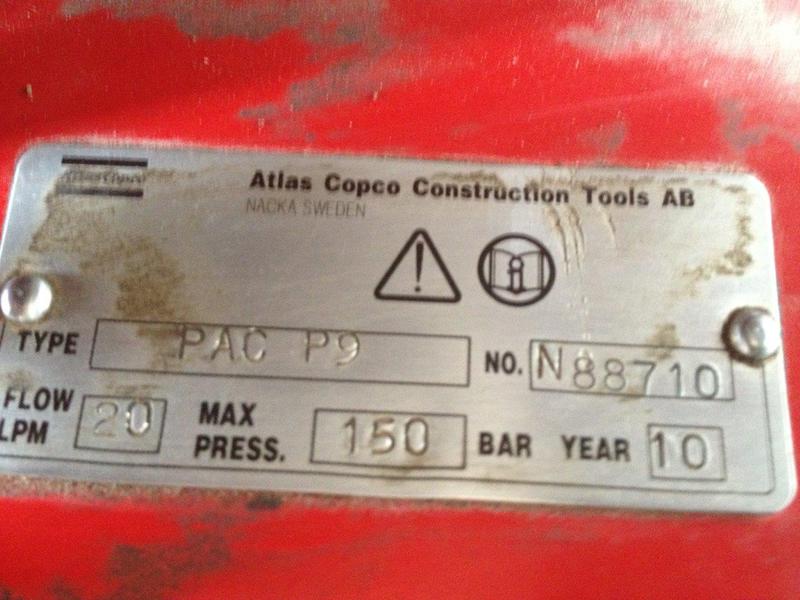 Atlas Copco
Atlas Copco Construction Tools AB
NACKA SWEDEN
TYPE PAC P9 NO. N88710
FLOW LPM 20 MAX PRESS. 150 BAR YEAR 10